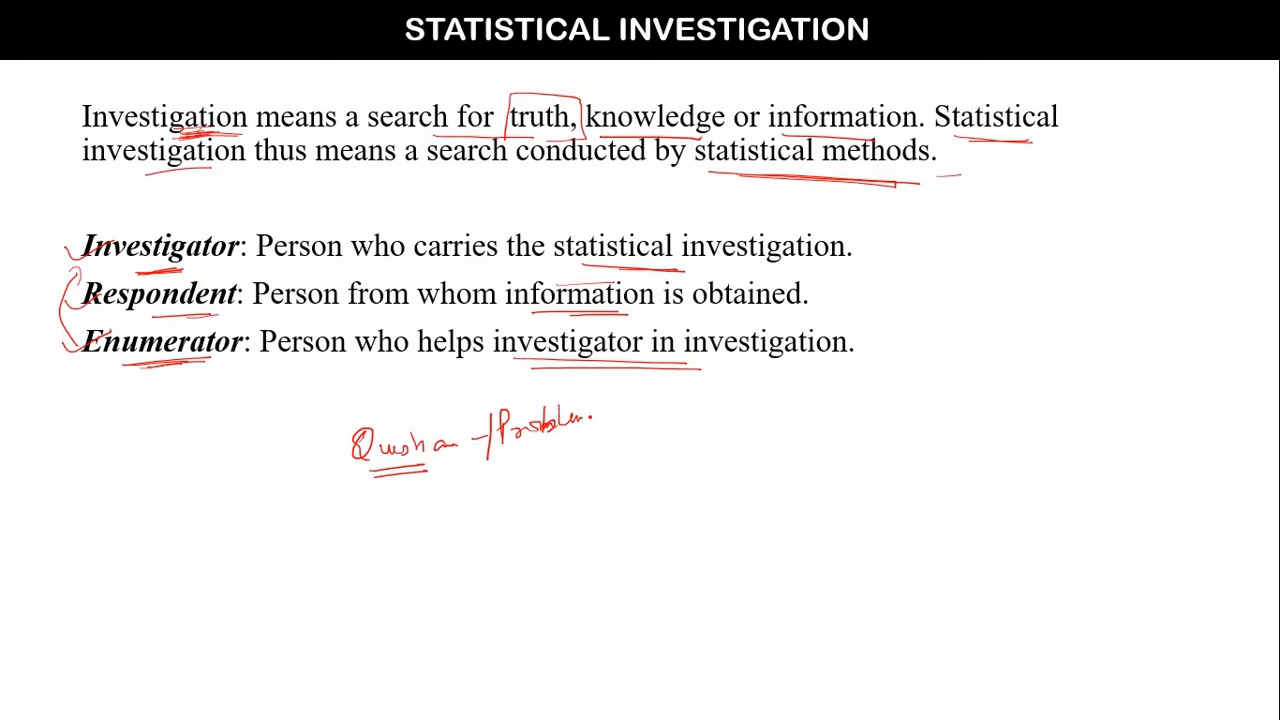 STATISTICAL INVESTIGATION
Investigation means a search for truth, knowledge or information. Statistical
investigation thus means a search conducted by statistical methods.
Investigator: Person who carries the statistical investigation.
Respondent: Person from whom information is obtained.
Enumerator: Person who helps investigator in investigation.
Question / Problem.